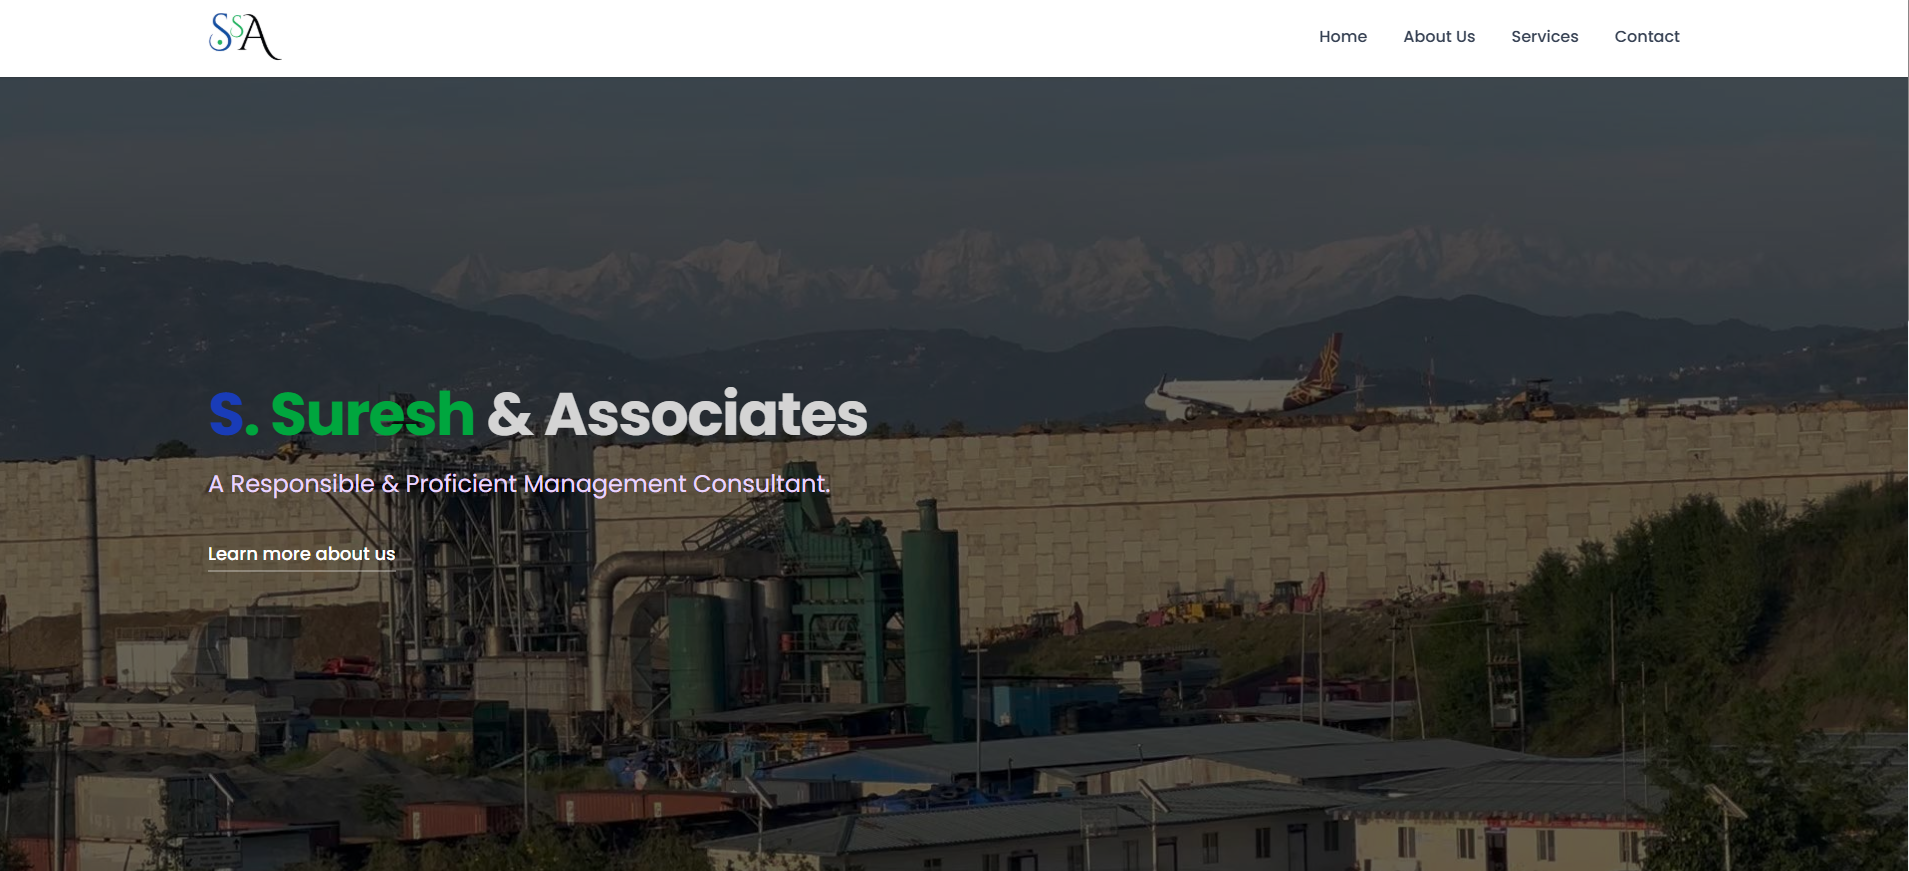 SSA
Home About Us Services Contact
S. Suresh & Associates
A Responsible & Proficient Management Consultant.
Learn more about us